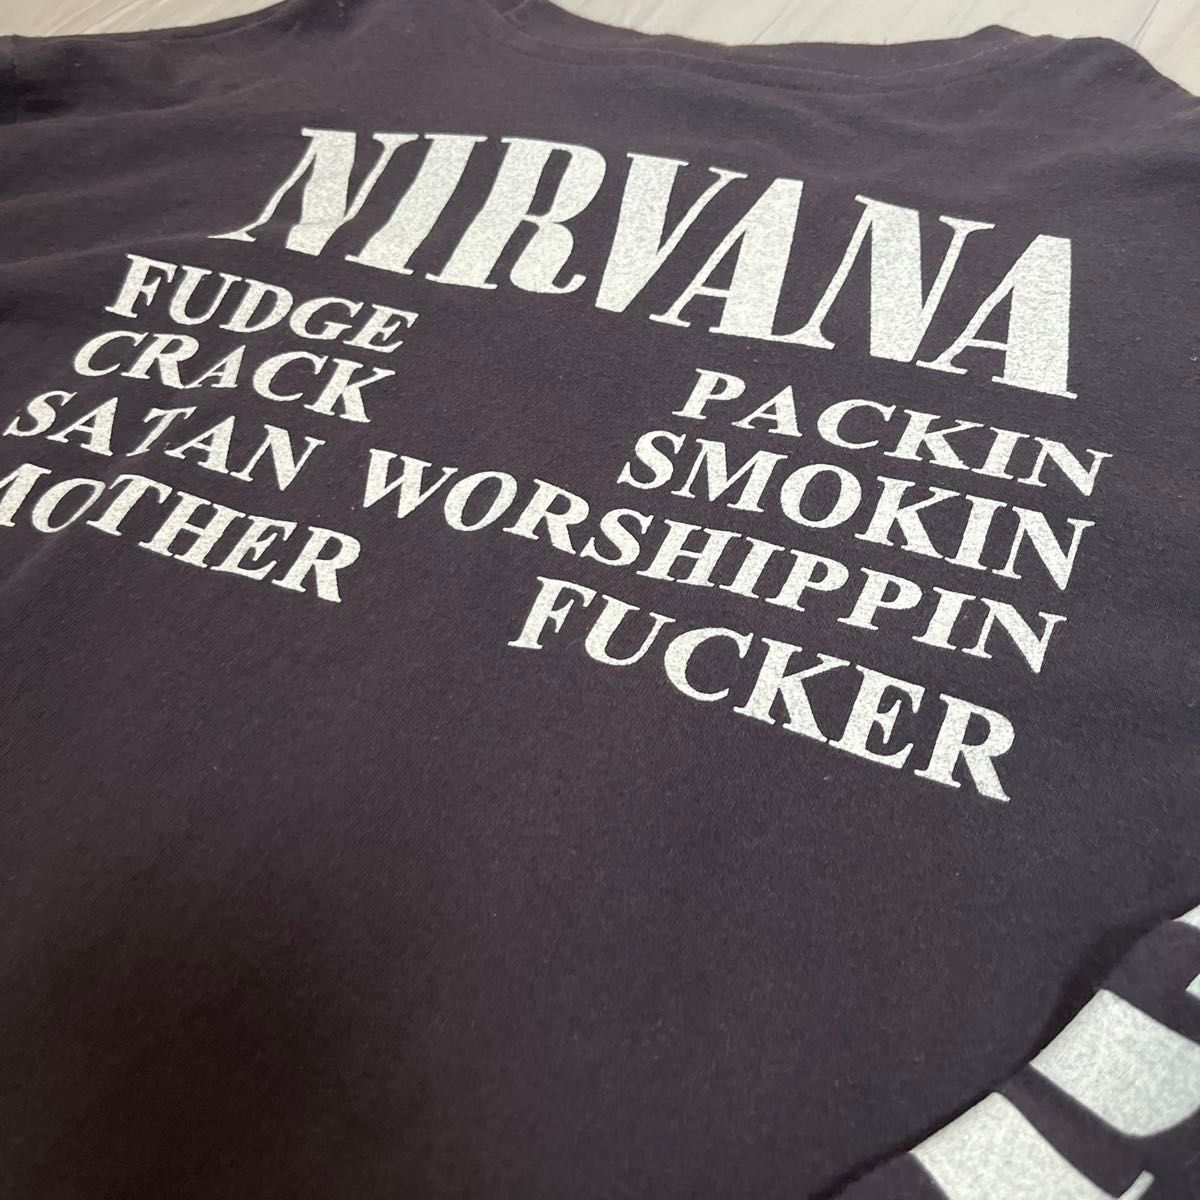 NIRVANA
FUDGE PACKIN
CRACK SMOKIN
SATAN WORSHIPPIN
MOTHER FUCKER